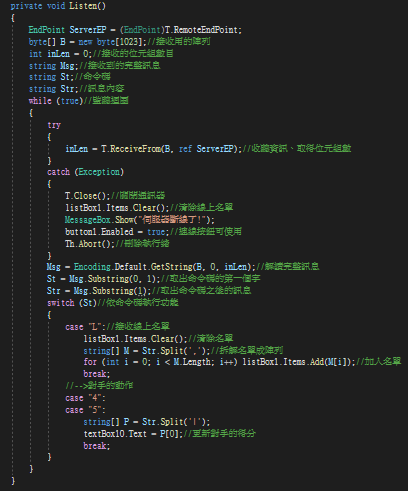 private void Listen()
{
EndPoint ServerEP = (EndPoint)T.RemoteEndPoint;
byte[] B = new byte[1023];//接收用的陣列
int inLen = 0;//接收的位元組數目
string Msg;//接收到的完整訊息
string St;//命令碼
string Str;//訊息內容
while (true)//監聽迴圈
{
try
{
inLen = T.ReceiveFrom(B, ref ServerEP);//收聽資訊、取得位元組數
}
catch (Exception)
{
T.Close();//關閉通訊器
listBox1.Items.Clear();//清除線上名單
MessageBox.Show("伺服器斷線了!");
button1.Enabled = true;//連線按鈕可使用
Th.Abort();//刪除執行緒
}
Msg = Encoding.Default.GetString(B, 0, inLen);//解讀完整訊息
St = Msg.Substring(0, 1);//取出命令碼的第一個字
Str = Msg.Substring(1);//取出命令碼之後的訊息
switch (St)//依命令碼執行功能
{
case "L"://接收線上名單
listBox1.Items.Clear();//清除名單
string[] M = Str.Split(',');//拆解名單成陣列
for (int i = 0; i < M.Length; i++) listBox1.Items.Add(M[i]);//加入名單
break;
//-->對手的動作
case "4":
case "5":
string[] P = Str.Split('|');
textBox10.Text = P[0];//更新對手的得分
break;
}
}
}